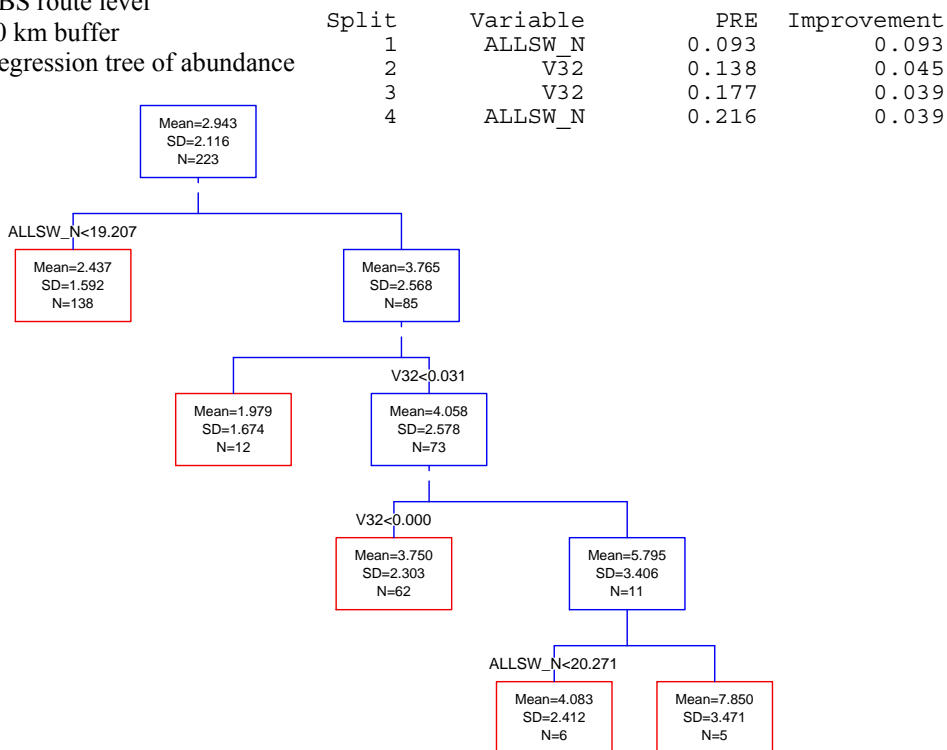 BS route level
0 km buffer
egression tree of abundance
Split Variable PRE Improvement
1 ALLSW_N 0.093 0.093
2 V32 0.138 0.045
3 V32 0.177 0.039
4 ALLSW_N 0.216 0.039
Mean=2.943
SD=2.116
N=223
ALLSW_N<19.207
Mean=2.437
SD=1.592
N=138
Mean=3.765
SD=2.568
N=85
V32<0.031
Mean=1.979
SD=1.674
N=12
Mean=4.058
SD=2.578
N=73
V32<0.000
Mean=3.750
SD=2.303
N=62
Mean=5.795
SD=3.406
N=11
ALLSW_N<20.271
Mean=4.083
SD=2.412
N=6
Mean=7.850
SD=3.471
N=5